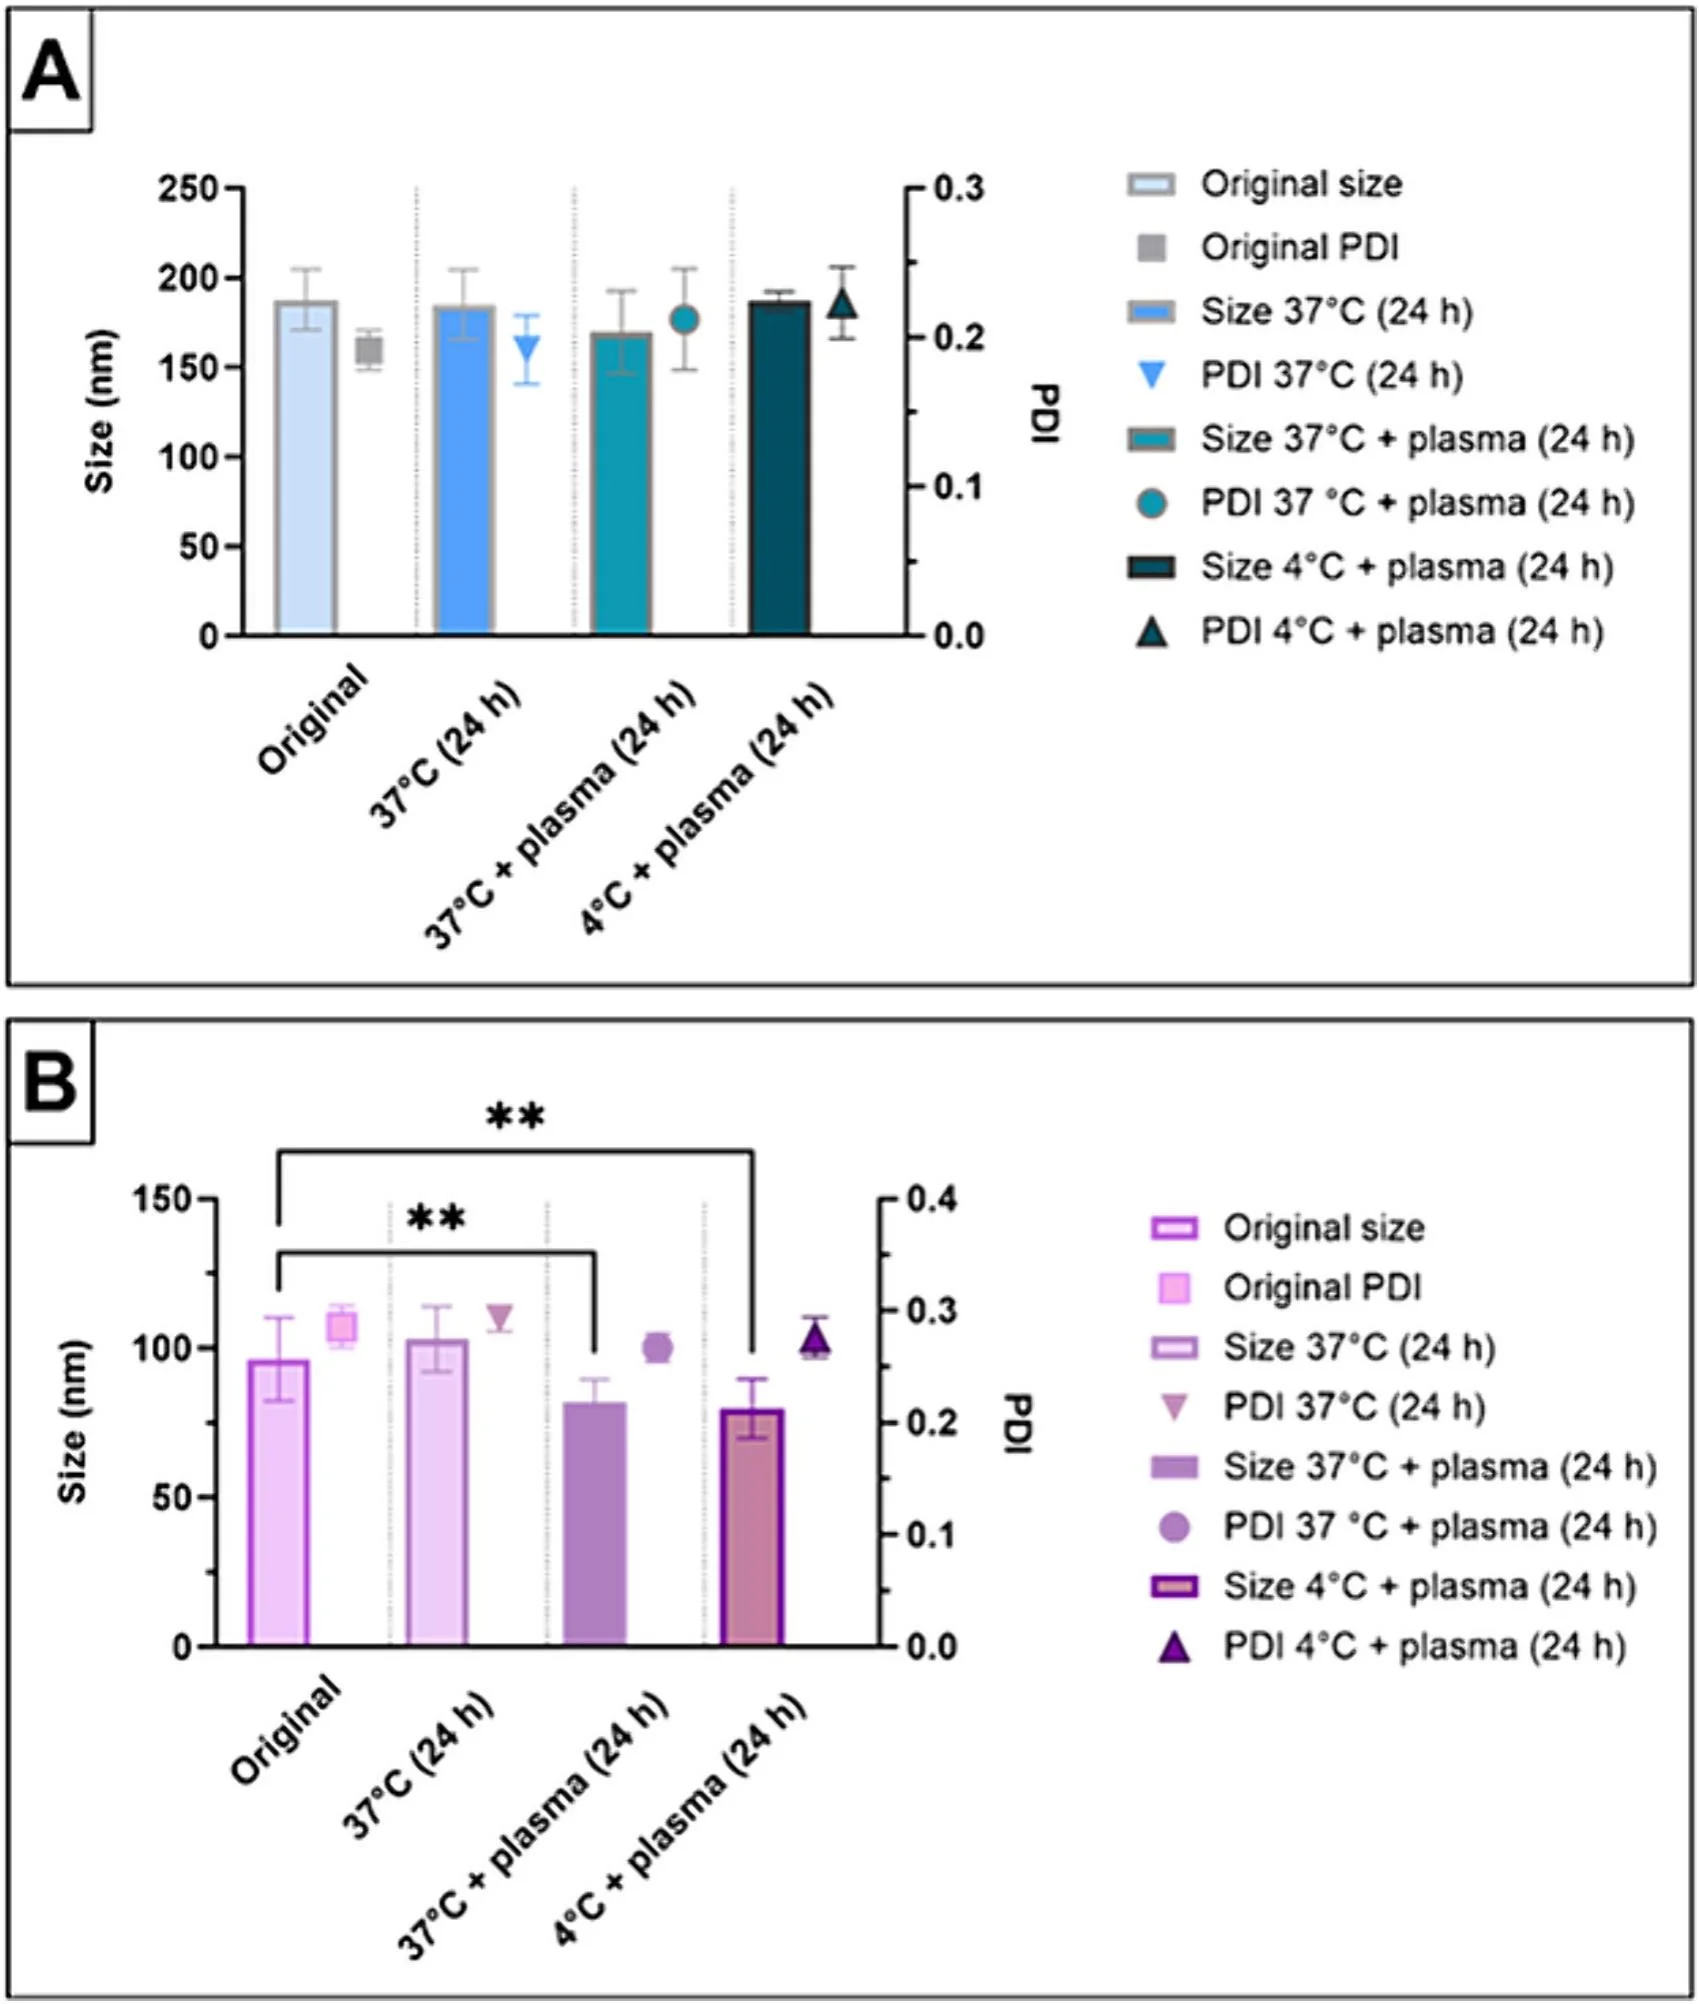 A
250
200
150
100
50
0
Size (nm)
0.3
0.2
0.1
0.0
PDI
Original
37°C (24 h)
37°C + plasma (24 h)
4°C + plasma (24 h)
Original size
Original PDI
Size 37°C (24 h)
PDI 37°C (24 h)
Size 37°C + plasma (24 h)
PDI 37 °C + plasma (24 h)
Size 4°C + plasma (24 h)
PDI 4°C + plasma (24 h)
B
**
**
150
100
50
0
Size (nm)
0.4
0.3
0.2
0.1
0.0
PDI
Original
37°C (24 h)
37°C + plasma (24 h)
4°C + plasma (24 h)
Original size
Original PDI
Size 37°C (24 h)
PDI 37°C (24 h)
Size 37°C + plasma (24 h)
PDI 37 °C + plasma (24 h)
Size 4°C + plasma (24 h)
PDI 4°C + plasma (24 h)